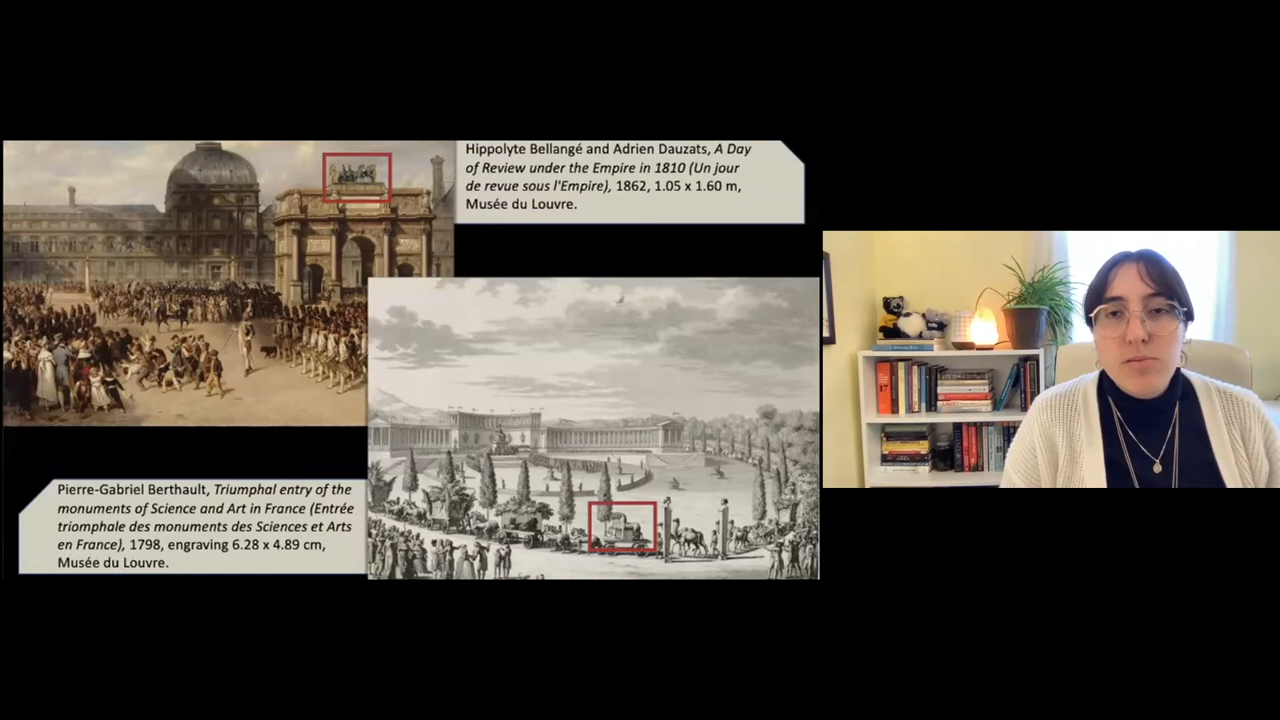 Hippolyte Bellangé and Adrien Dauzats, A Day
of Review under the Empire in 1810 (Un jour
de revue sous l'Empire), 1862, 1.05 x 1.60 m,
Musée du Louvre.
Pierre-Gabriel Berthault, Triumphal entry of the
monuments of Science and Art in France (Entrée
triomphale des monuments des Sciences et Arts
en France), 1798, engraving 6.28 x 4.89 cm,
Musée du Louvre.
17